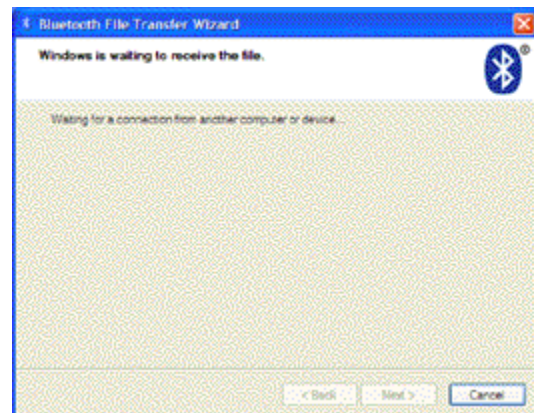 Bluetooth File Transfer Wizard
Windows is waiting to receive the file.
®
Waiting for a connection from another computer or device...
< Back
Next >
Cancel